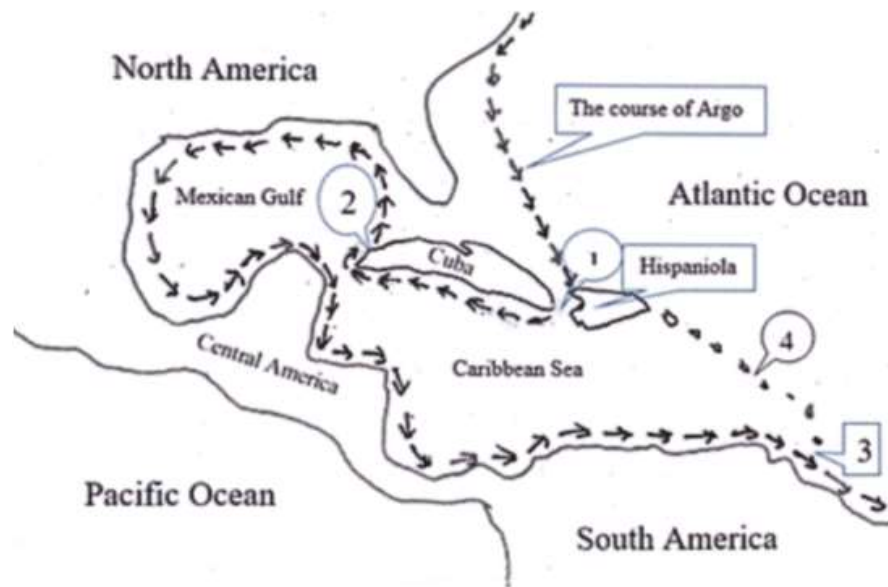 North America
The course of Argo
Atlantic Ocean
Mexican Gulf
2
Cuba
1
Hispaniola
4
Central America
Caribbean Sea
3
Pacific Ocean
South America